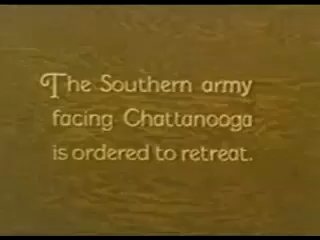 The Southern army
facing Chattanooga
is ordered to retreat.